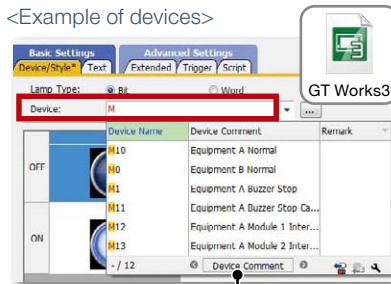 <Example of devices>
Basic Settings Advanced Settings
Device/Style* Text Extended Trigger Script
GT Works3
Lamp Type: Bit Word
Device: M ...
Device Name Device Comment Remark
M10 Equipment A Normal
M0 Equipment B Normal
OFF
M1 Equipment A Buzzer Stop
M11 Equipment A Buzzer Stop Ca...
M12 Equipment A Module 1 Inter...
ON
M13 Equipment A Module 2 Inter...
- / 12 Device Comment